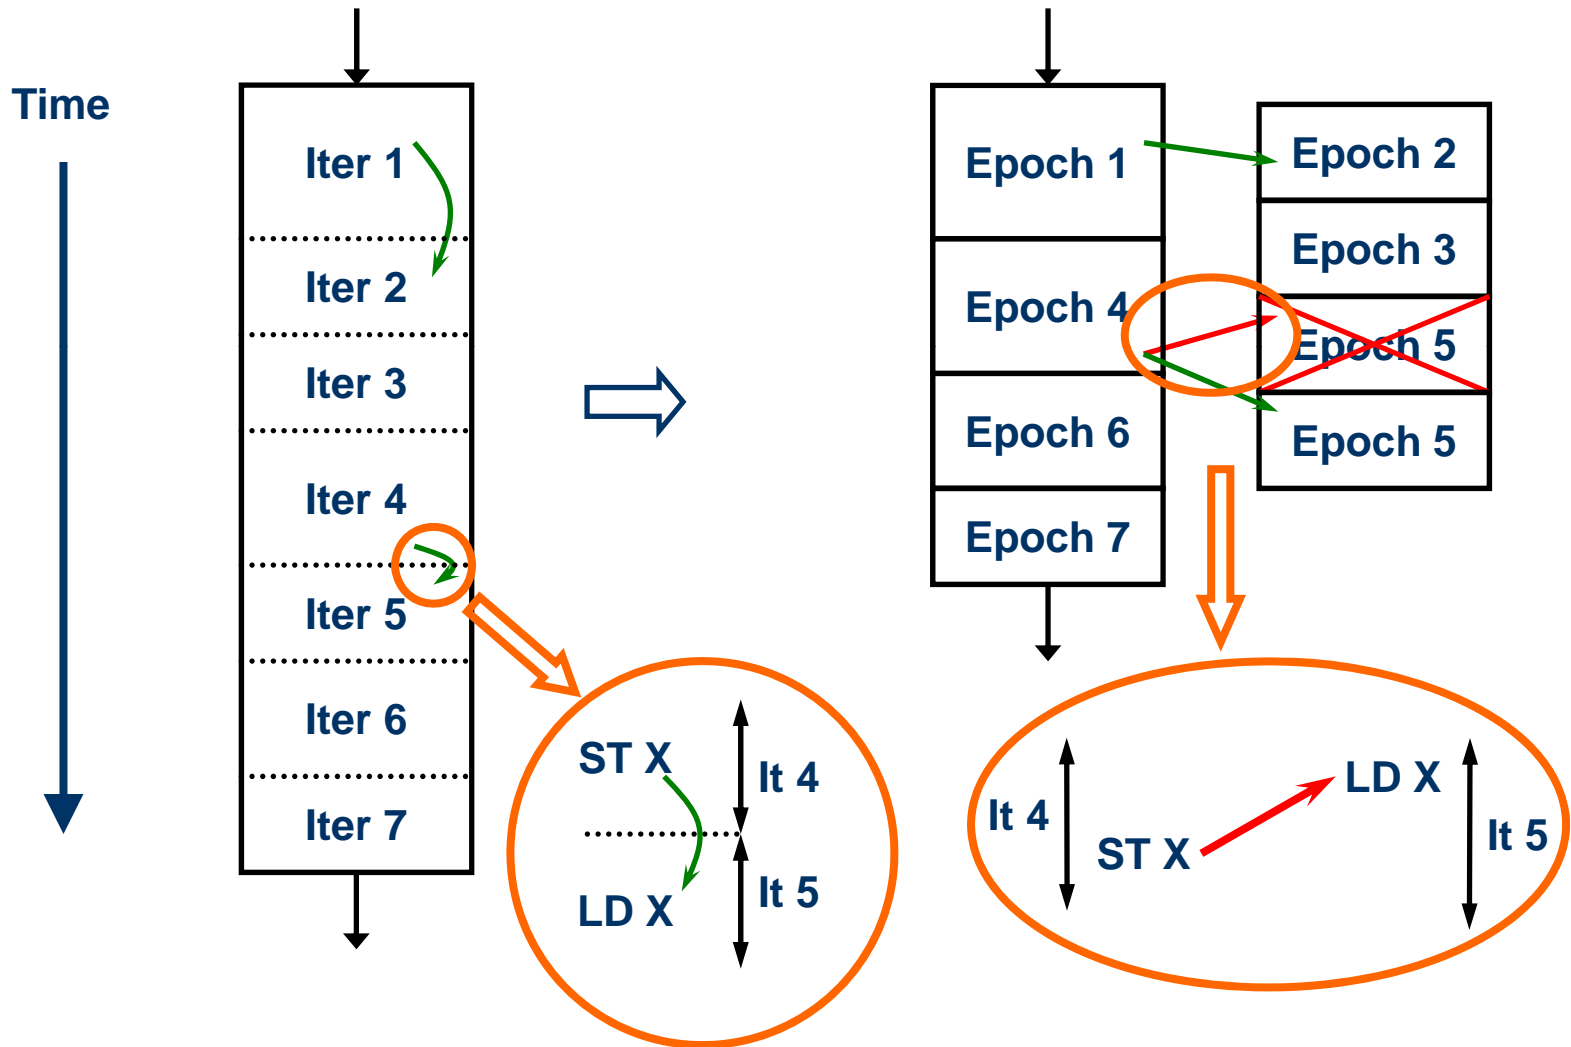 Time
Iter 1
Iter 2
Iter 3
Iter 4
Iter 5
Iter 6
Iter 7
ST X
It 4
LD X
It 5
Epoch 1
Epoch 4
Epoch 6
Epoch 7
Epoch 2
Epoch 3
Epoch 5
Epoch 5
It 4
LD X
ST X
It 5